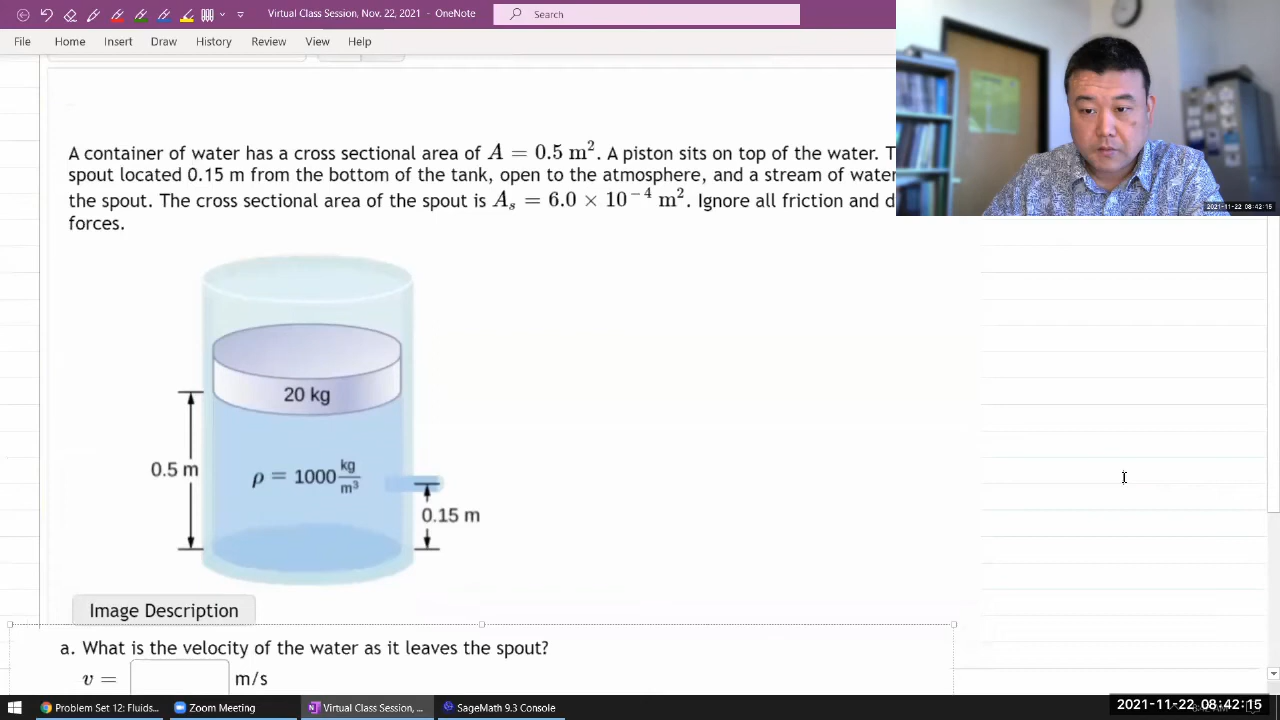 Virtual Class Session, Nov. 22, 2021 - OneNote
Search
File Home Insert Draw History Review View Help
A container of water has a cross sectional area of A = 0.5 m². A piston sits on top of the water. T
spout located 0.15 m from the bottom of the tank, open to the atmosphere, and a stream of water
the spout. The cross sectional area of the spout is Aₛ = 6.0 × 10⁻⁴ m². Ignore all friction and d
forces.
20 kg
0.5 m
ρ = 1000 kg/m³
0.15 m
Image Description
a. What is the velocity of the water as it leaves the spout?
v = m/s
Problem Set 12: Fluids...
Zoom Meeting
Virtual Class Session, ...
SageMath 9.3 Console
2021-11-22 08:42:15
2021-11-22 08:42:15